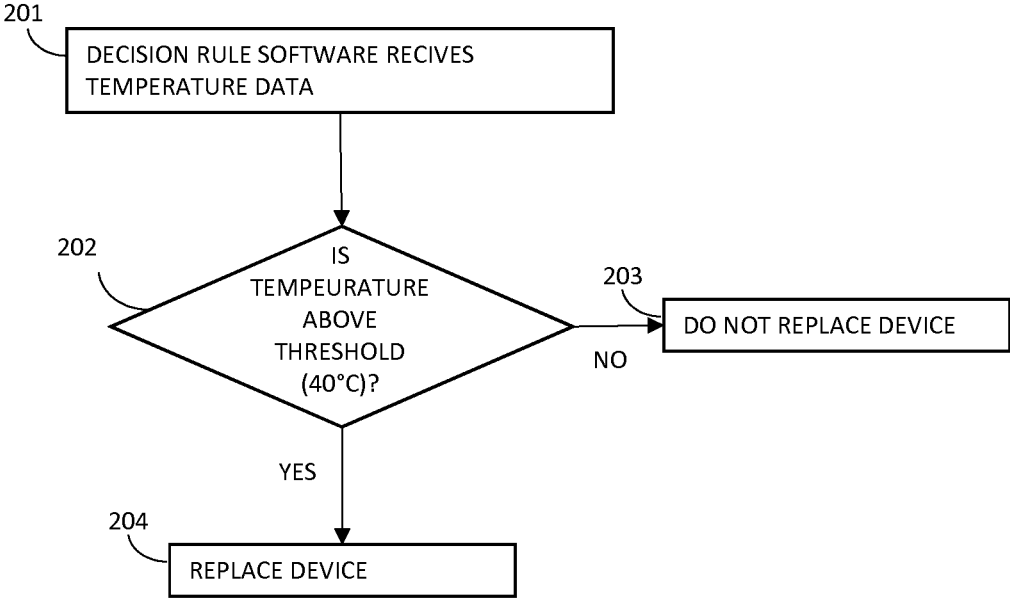 201
DECISION RULE SOFTWARE RECIVES
TEMPERATURE DATA
202
IS
TEMPEURATURE
ABOVE
THRESHOLD
(40°C)?
203
DO NOT REPLACE DEVICE
NO
YES
204
REPLACE DEVICE